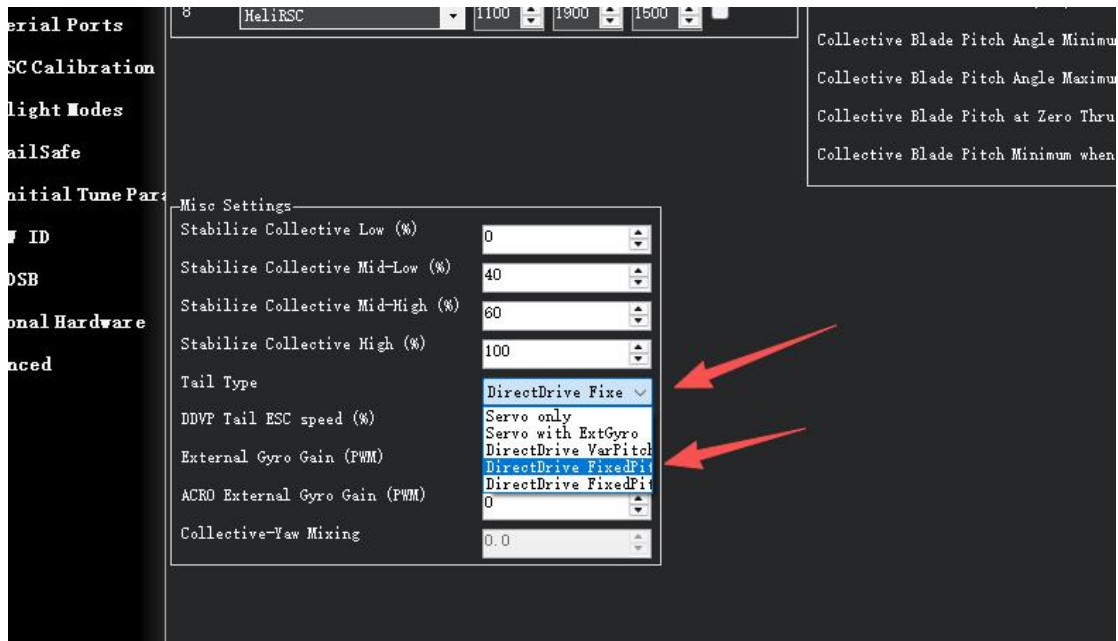 erial Ports
SC Calibration
light Modes
ailSafe
nitial Tune Para
ID
DSB
onal Hardware
nced
8 HeliRSC 1100 1900 1500
Collective Blade Pitch Angle Minimu
Collective Blade Pitch Angle Maximu
Collective Blade Pitch at Zero Thru
Collective Blade Pitch Minimum when
Misc Settings
Stabilize Collective Low (%) 0
Stabilize Collective Mid-Low (%) 40
Stabilize Collective Mid-High (%) 60
Stabilize Collective High (%) 100
Tail Type DirectDrive Fixe
Servo only
Servo with ExtGyro
DirectDrive VarPitch
DirectDrive FixedPit
DirectDrive FixedPit
DDVP Tail ESC speed (%)
External Gyro Gain (PWM)
ACRO External Gyro Gain (PWM) 0
Collective-Yaw Mixing 0.0